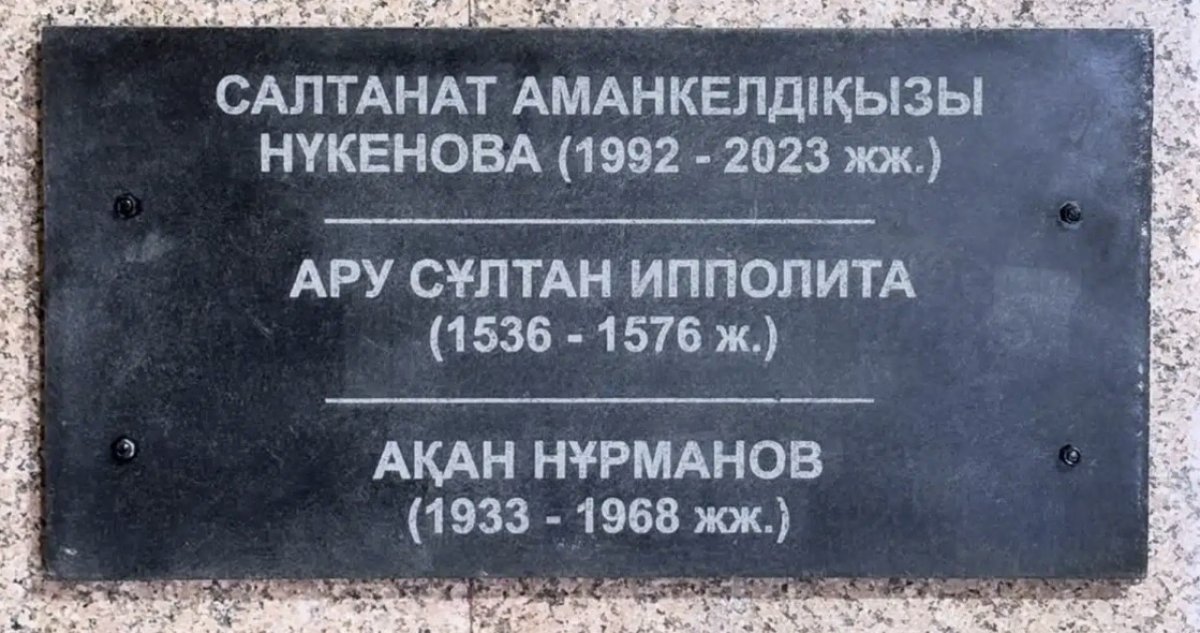 САЛТАНАТ АМАНКЕЛДІҚЫЗЫ
НҮКЕНОВА (1992 - 2023 жж.)
АРУ СҰЛТАН ИППОЛИТА
(1536 - 1576 ж.)
АҚАН НҰРМАНОВ
(1933 - 1968 жж.)